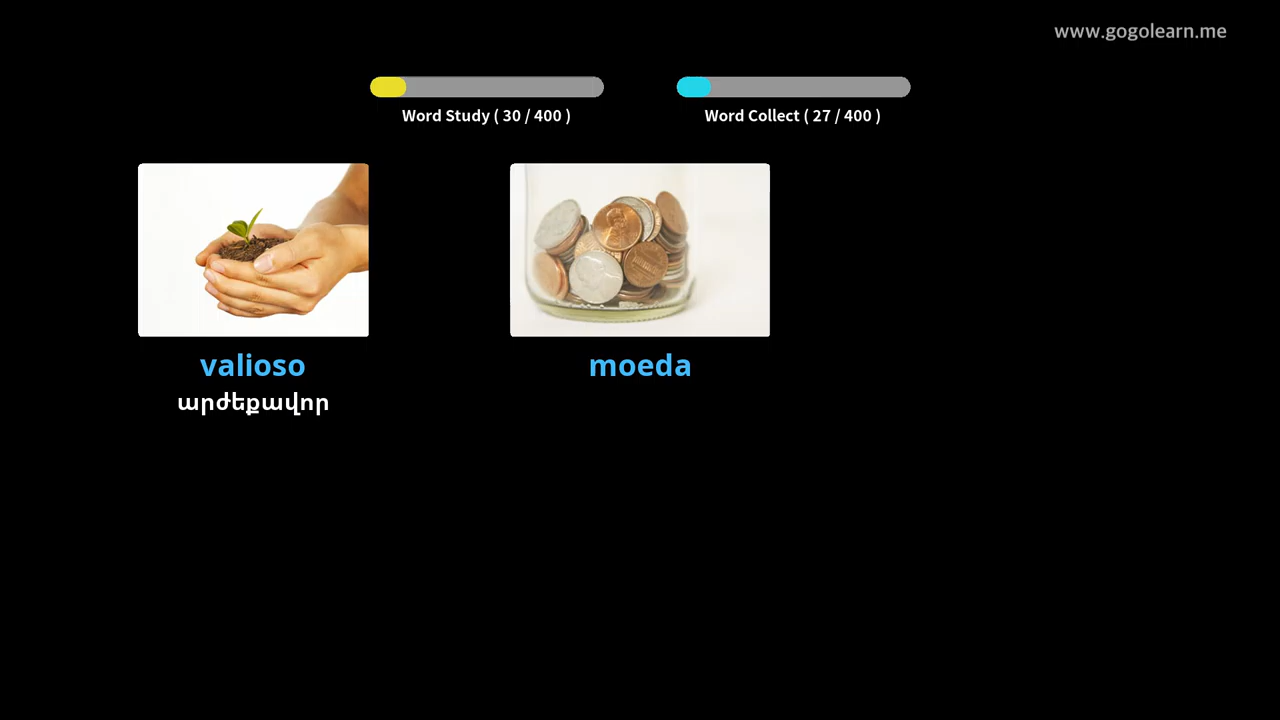 www.gogolearn.me
Word Study ( 30 / 400 )
Word Collect ( 27 / 400 )
valioso
արժեքավոր
moeda